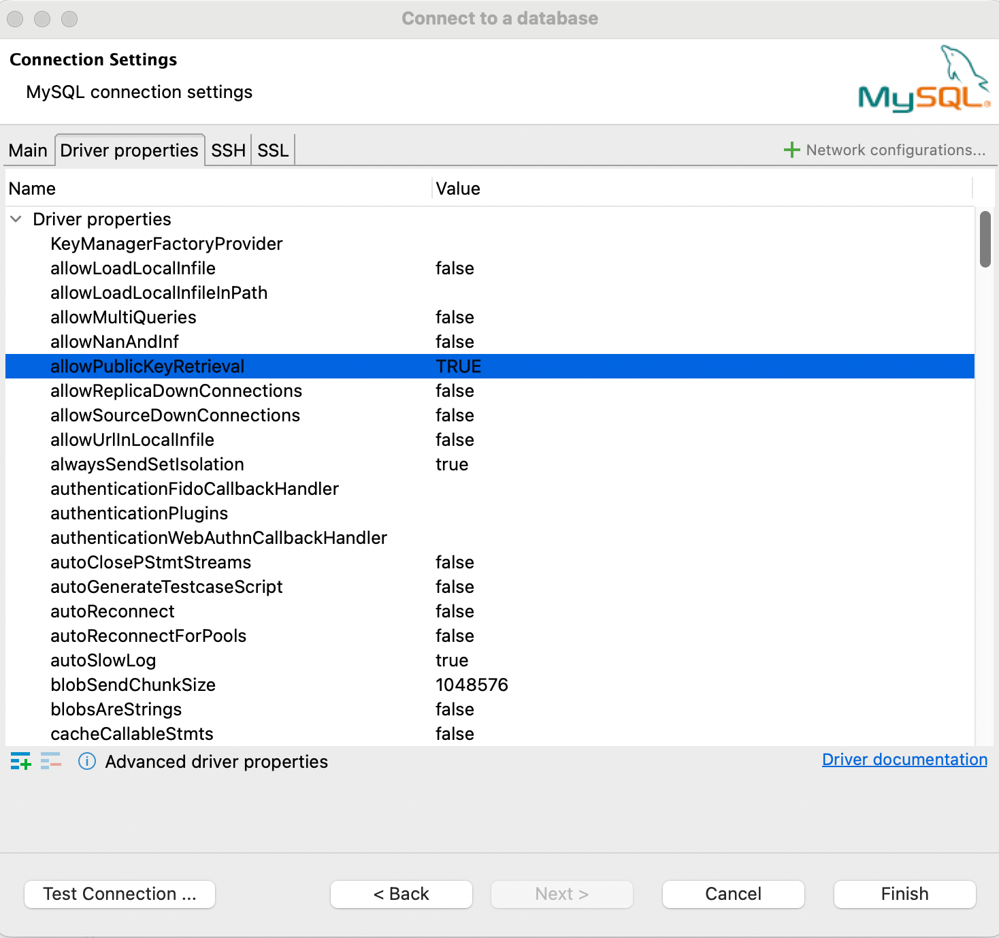 Connect to a database
Connection Settings
MySQL connection settings
MySQL®
Main Driver properties SSH SSL Network configurations...
Name Value
Driver properties
KeyManagerFactoryProvider
allowLoadLocalInfile false
allowLoadLocalInfileInPath
allowMultiQueries false
allowNanAndInf false
allowPublicKeyRetrieval TRUE
allowReplicaDownConnections false
allowSourceDownConnections false
allowUrlInLocalInfile false
alwaysSendSetIsolation true
authenticationFidoCallbackHandler
authenticationPlugins
authenticationWebAuthnCallbackHandler
autoClosePStmtStreams false
autoGenerateTestcaseScript false
autoReconnect false
autoReconnectForPools false
autoSlowLog true
blobSendChunkSize 1048576
blobsAreStrings false
cacheCallableStmts false
Advanced driver properties Driver documentation
Test Connection ... < Back Next > Cancel Finish